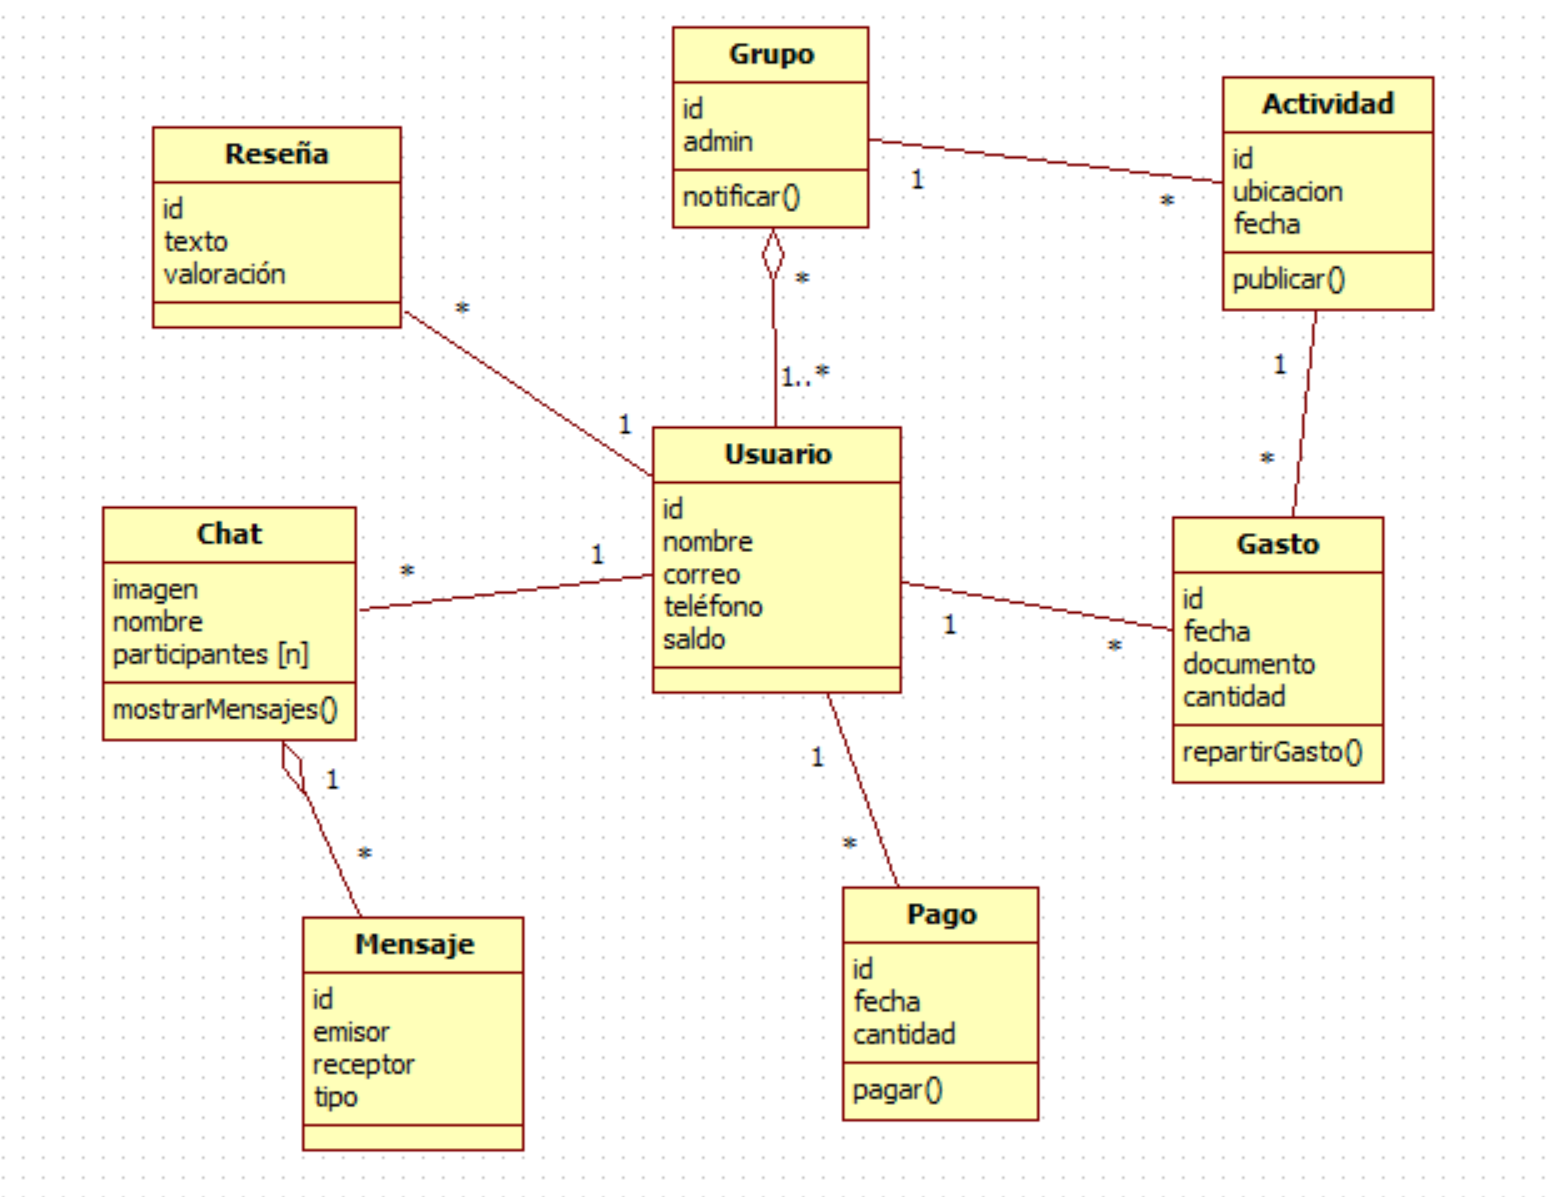 Grupo
id
admin
notificar()
Actividad
id
ubicacion
fecha
publicar()
Reseña
id
texto
valoración
1
*
*
1..*
1
*
*
1
Usuario
id
nombre
correo
teléfono
saldo
Chat
imagen
nombre
participantes [n]
mostrarMensajes()
*
1
Gasto
id
fecha
documento
cantidad
repartirGasto()
1
*
1
*
1
*
Mensaje
id
emisor
receptor
tipo
Pago
id
fecha
cantidad
pagar()